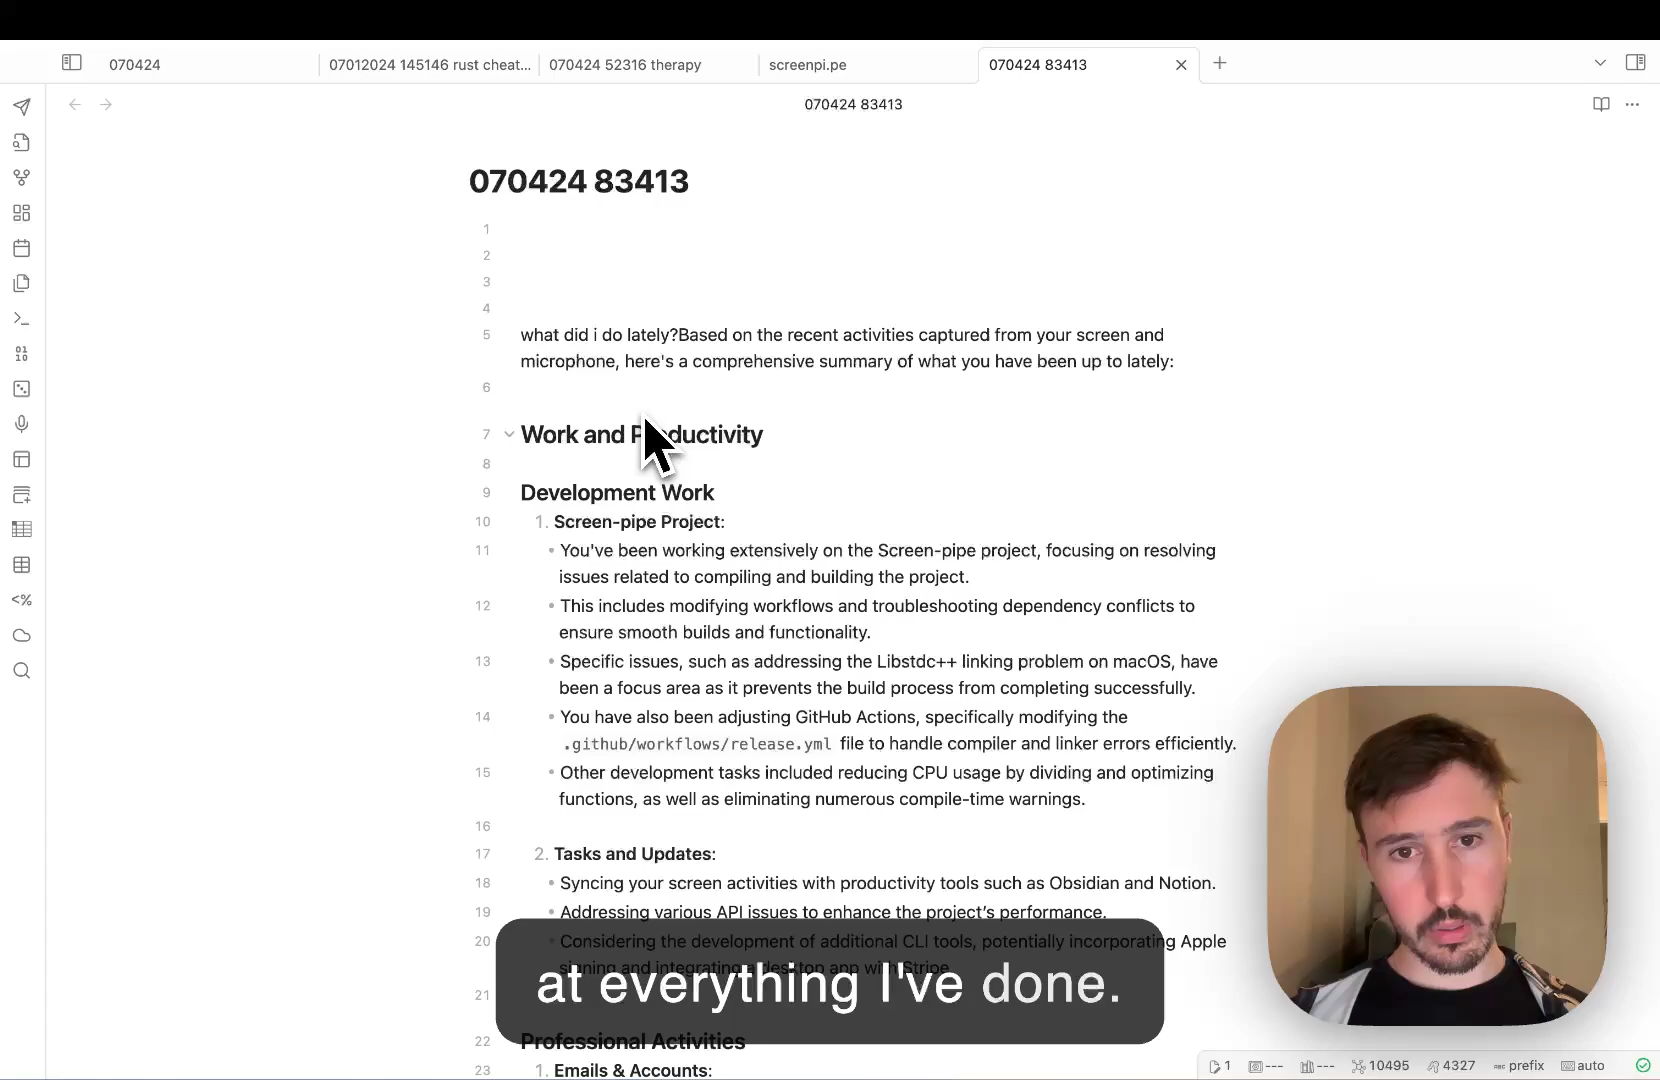 070424
07012024 145146 rust cheat...
070424 52316 therapy
screenpi.pe
070424 83413
070424 83413
070424 83413
1
2
3
4
5
what did i do lately?Based on the recent activities captured from your screen and
microphone, here's a comprehensive summary of what you have been up to lately:
6
7
Work and Productivity
8
9
Development Work
10
1. Screen-pipe Project:
11
• You've been working extensively on the Screen-pipe project, focusing on resolving
issues related to compiling and building the project.
12
• This includes modifying workflows and troubleshooting dependency conflicts to
ensure smooth builds and functionality.
13
• Specific issues, such as addressing the Libstdc++ linking problem on macOS, have
been a focus area as it prevents the build process from completing successfully.
14
• You have also been adjusting GitHub Actions, specifically modifying the
.github/workflows/release.yml file to handle compiler and linker errors efficiently.
15
• Other development tasks included reducing CPU usage by dividing and optimizing
functions, as well as eliminating numerous compile-time warnings.
16
17
2. Tasks and Updates:
18
• Syncing your screen activities with productivity tools such as Obsidian and Notion.
19
• Addressing various API issues to enhance the project's performance.
20
• Considering the development of additional CLI tools, potentially incorporating Apple
signing and integrating a desktop app with Stripe
at everything I've done.
21
22
Professional Activities
23
1. Emails & Accounts:
1
---
---
10495
4327
prefix
auto